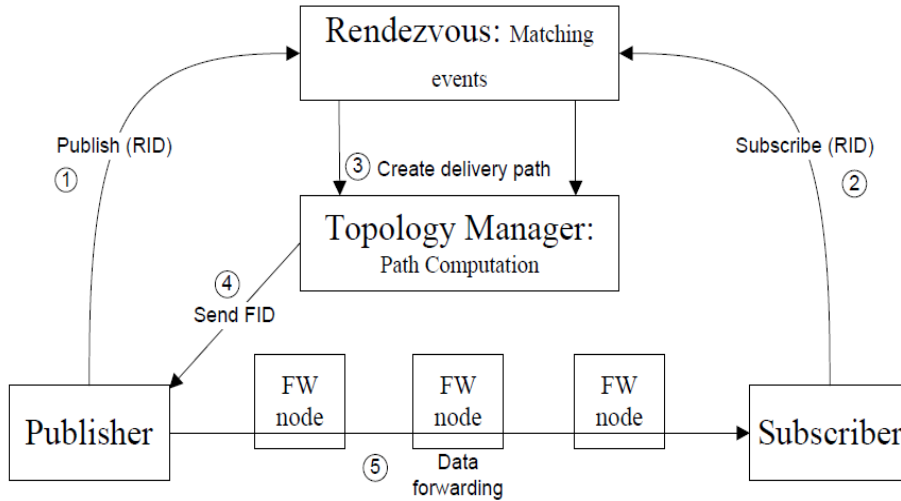 Rendezvous: Matching
events
Publish (RID)
1
Subscribe (RID)
2
3 Create delivery path
Topology Manager:
Path Computation
4
Send FID
FW
node
FW
node
FW
node
Publisher
Subscriber
5 Data
forwarding